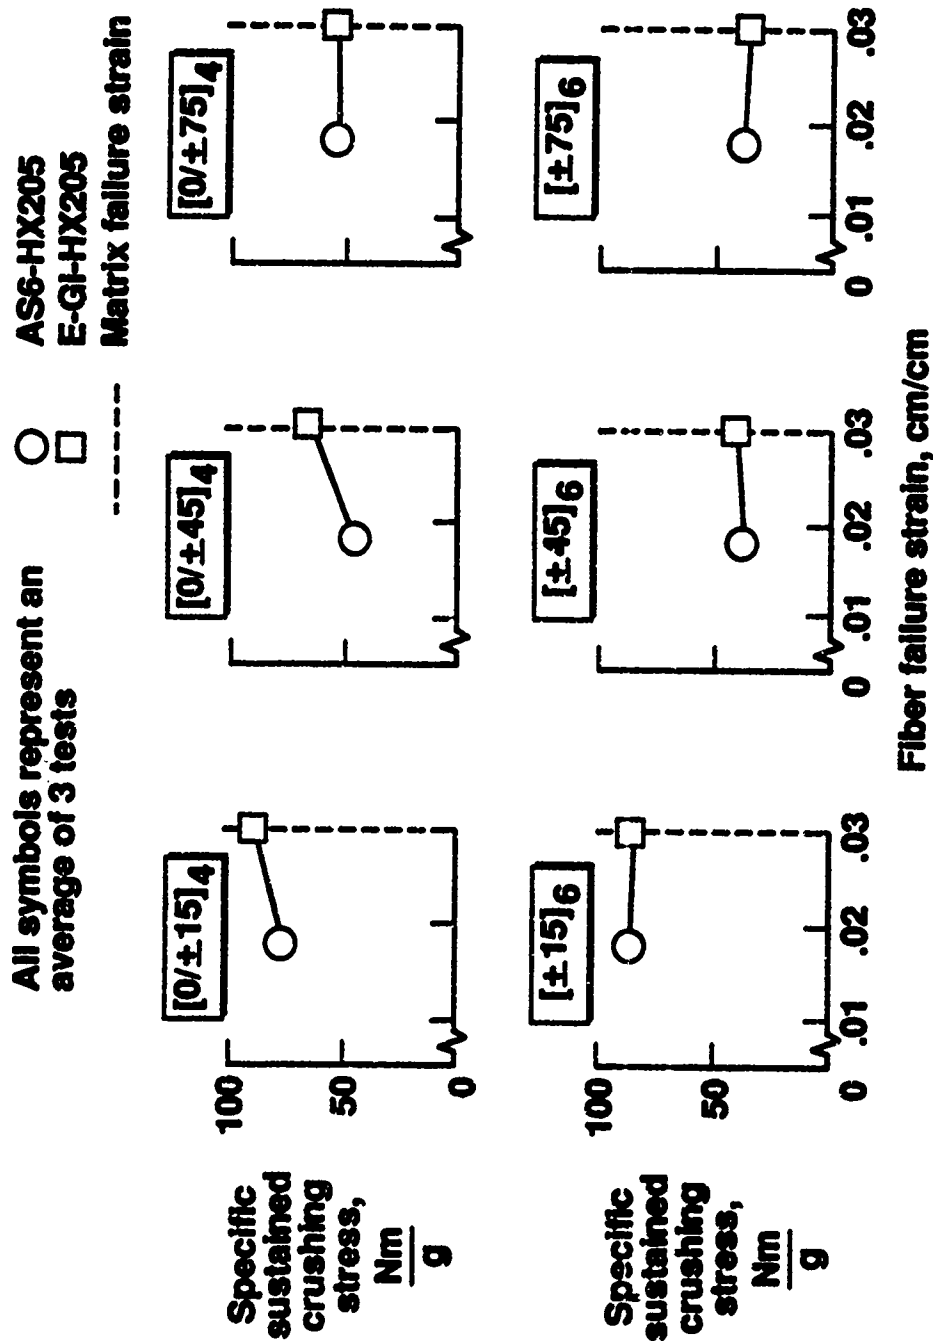 All symbols represent an
average of 3 tests
AS6-HX205
E-Gl-HX205
Matrix failure strain
[0/±15]4
[0/±45]4
[0/±75]4
Specific
sustained
crushing
stress,
Nm
g
100
50
0
[±15]6
[±45]6
[±75]6
Specific
sustained
crushing
stress,
Nm
g
100
50
0
.01
.02
.03
0
.01
.02
.03
0
.01
.02
.03
Fiber failure strain, cm/cm